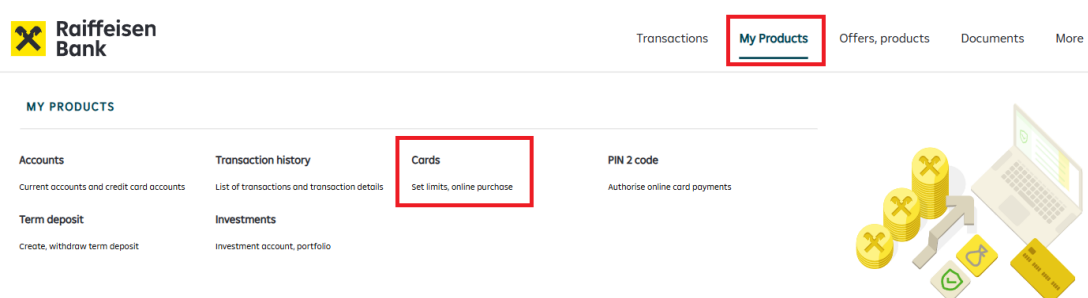 Raiffeisen
Bank
Transactions My Products Offers, products Documents More
MY PRODUCTS
Accounts Transaction history Cards PIN 2 code
Current accounts and credit card accounts List of transactions and transaction details Set limits, online purchase Authorise online card payments
Term deposit Investments
Create, withdraw term deposit Investment account, portfolio